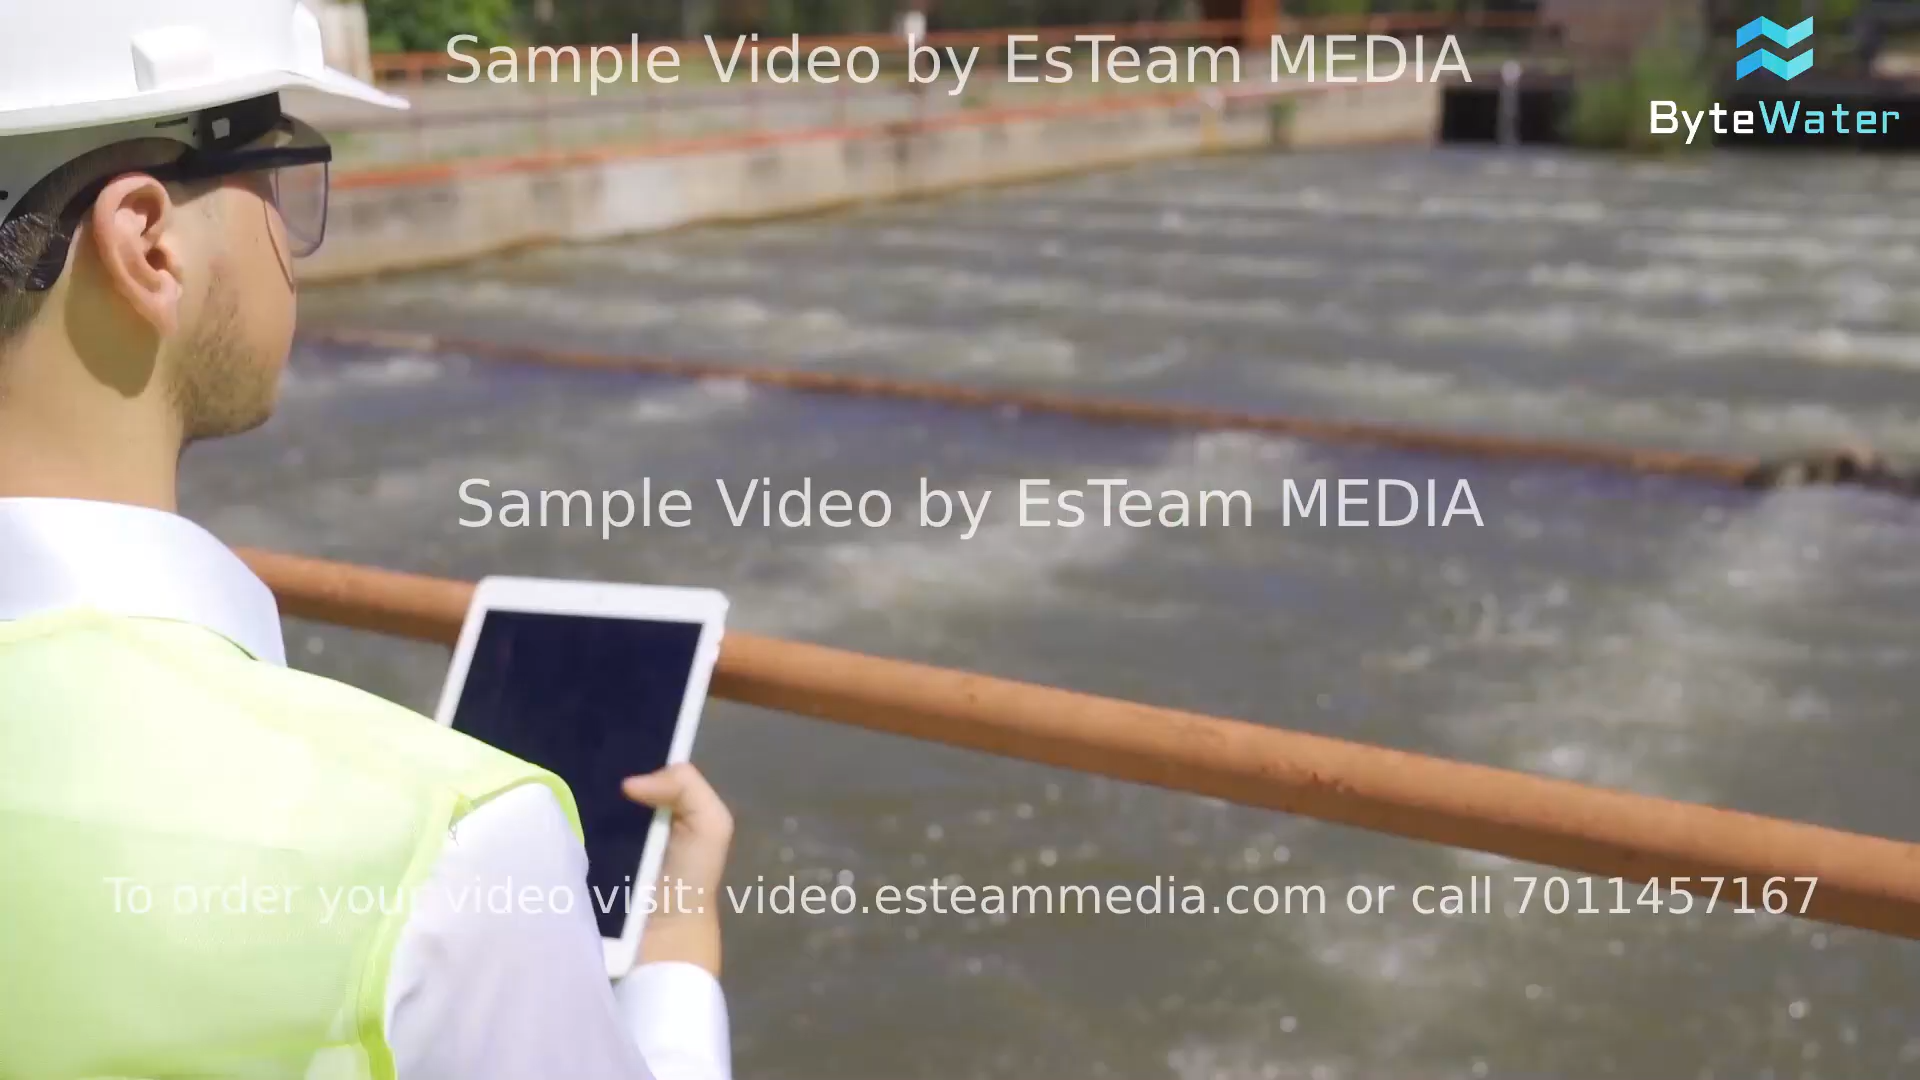 Sample Video by EsTeam MEDIA
ByteWater
Sample Video by EsTeam MEDIA
To order your video visit: video.esteammedia.com or call 7011457167